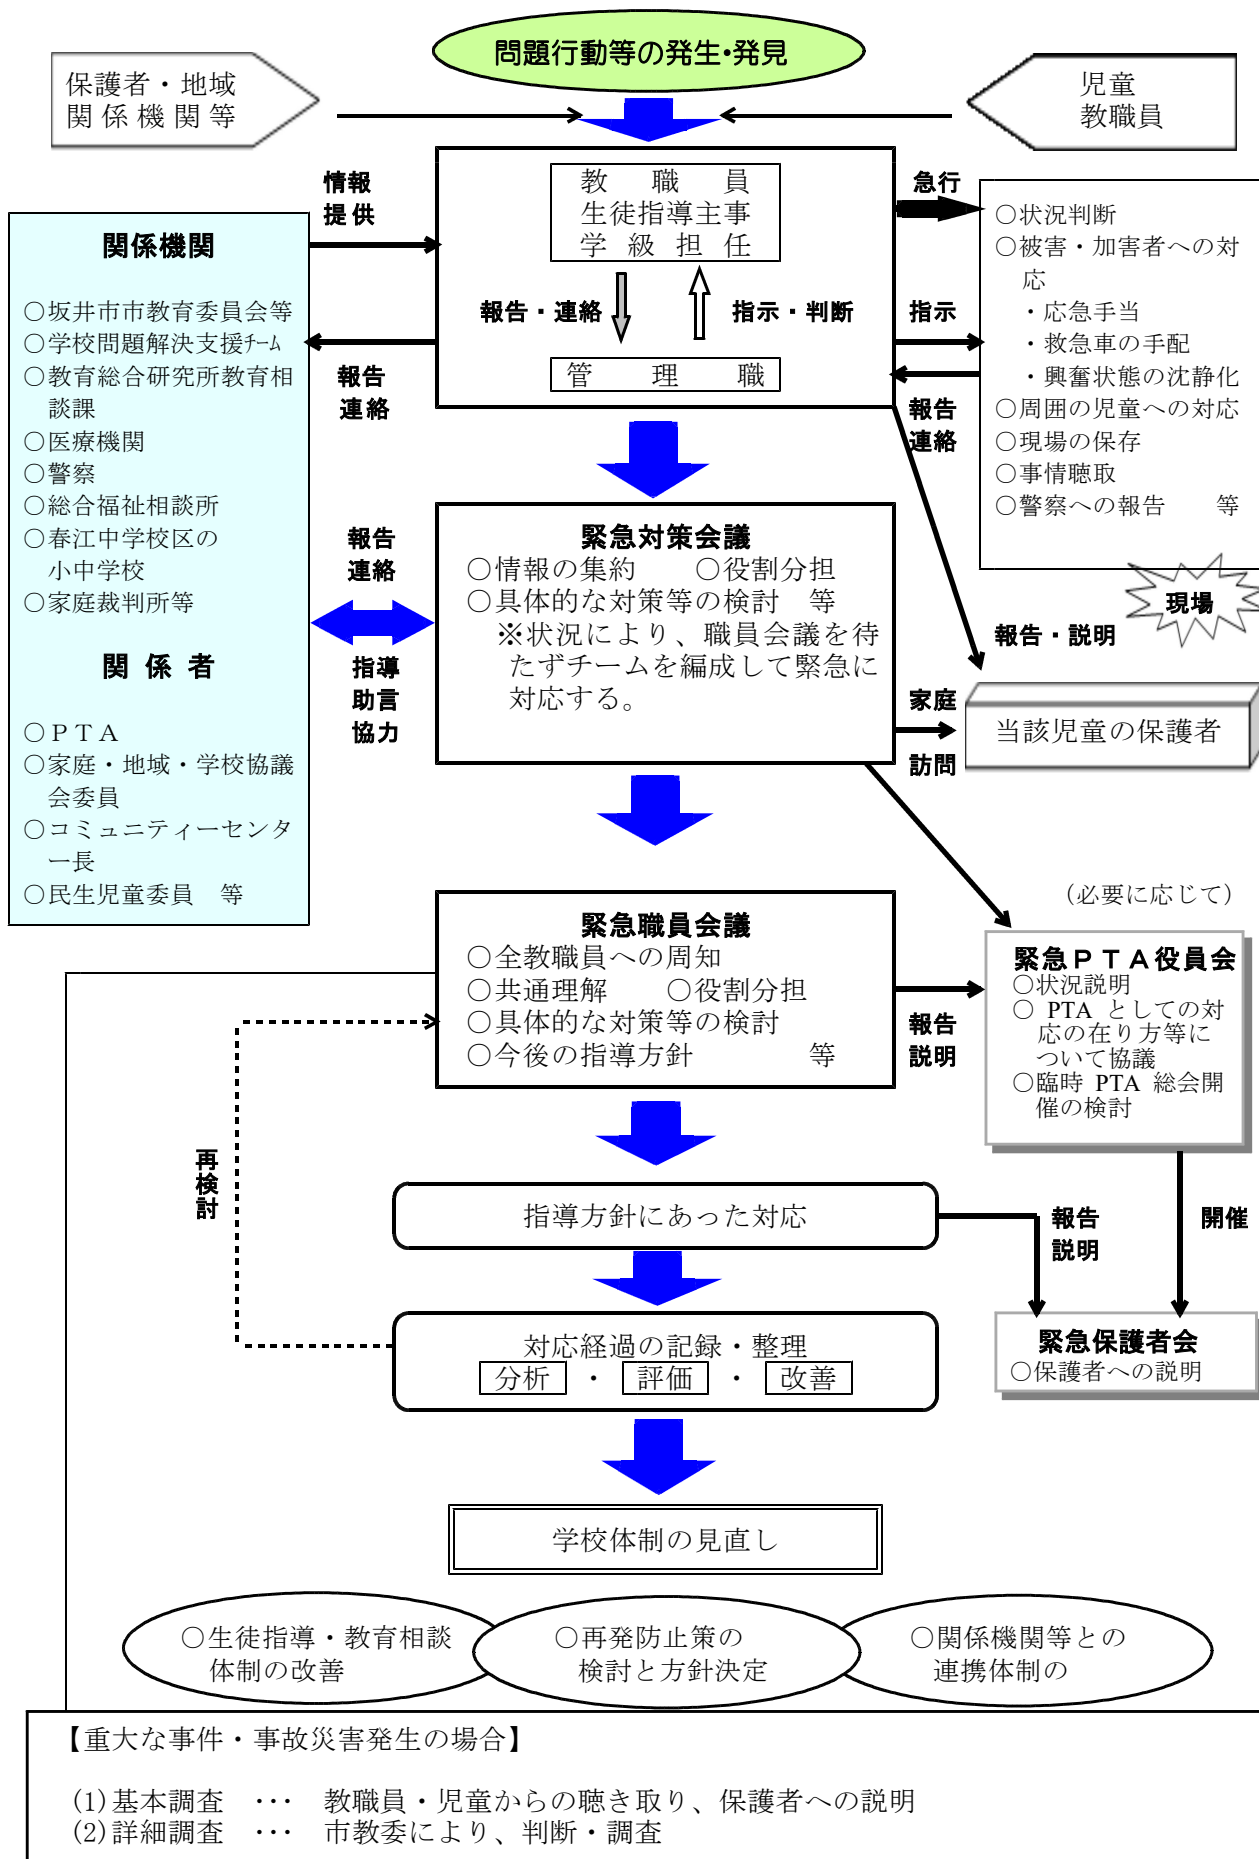 問題行動等の発生・発見
保護者・地域
関係機関等
児童
教職員
情報
提供
教職員
生徒指導主事
学級担任
報告・連絡
指示・判断
管理職
急行
指示
報告
連絡
○状況判断
○被害・加害者への対
応
・応急手当
・救急車の手配
・興奮状態の沈静化
○周囲の児童への対応
○現場の保存
○事情聴取
○警察への報告 等
現場
関係機関
○坂井市市教育委員会等
○学校問題解決支援ﾁｰﾑ
○教育総合研究所教育相
談課
○医療機関
○警察
○総合福祉相談所
○春江中学校区の
小中学校
○家庭裁判所等
関係者
○ＰＴＡ
○家庭・地域・学校協議
会委員
○コミュニティーセンタ
ー長
○民生児童委員 等
報告
連絡
報告
連絡
指導
助言
協力
緊急対策会議
○情報の集約 ○役割分担
○具体的な対策等の検討 等
※状況により、職員会議を待
たずチームを編成して緊急に
対応する。
報告・説明
家庭
訪問
当該児童の保護者
緊急職員会議
○全教職員への周知
○共通理解 ○役割分担
○具体的な対策等の検討
○今後の指導方針 等
報告
説明
（必要に応じて）
緊急ＰＴＡ役員会
○状況説明
○ PTA としての対
応の在り方等に
ついて協議
○臨時 PTA 総会開
催の検討
再検討
指導方針にあった対応
報告
説明
開催
対応経過の記録・整理
分析 ・ 評価 ・ 改善
緊急保護者会
○保護者への説明
学校体制の見直し
○生徒指導・教育相談
体制の改善
○再発防止策の
検討と方針決定
○関係機関等との
連携体制の
【重大な事件・事故災害発生の場合】
(1)基本調査 … 教職員・児童からの聴き取り、保護者への説明
(2)詳細調査 … 市教委により、判断・調査